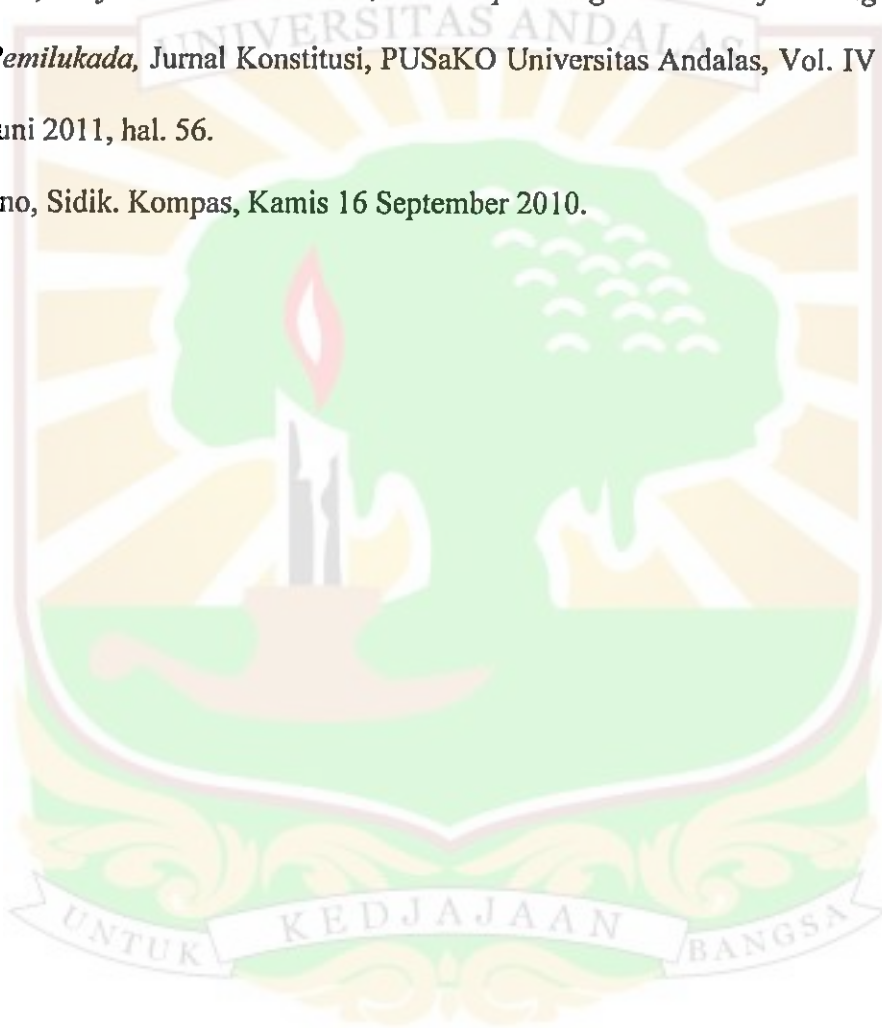 UNIVERSITAS ANDALAS
Pemilukada, Jurnal Konstitusi, PUSaKO Universitas Andalas, Vol. IV
uni 2011, hal. 56.
no, Sidik. Kompas, Kamis 16 September 2010.
UNTUK KEDJAJAAN BANGSA